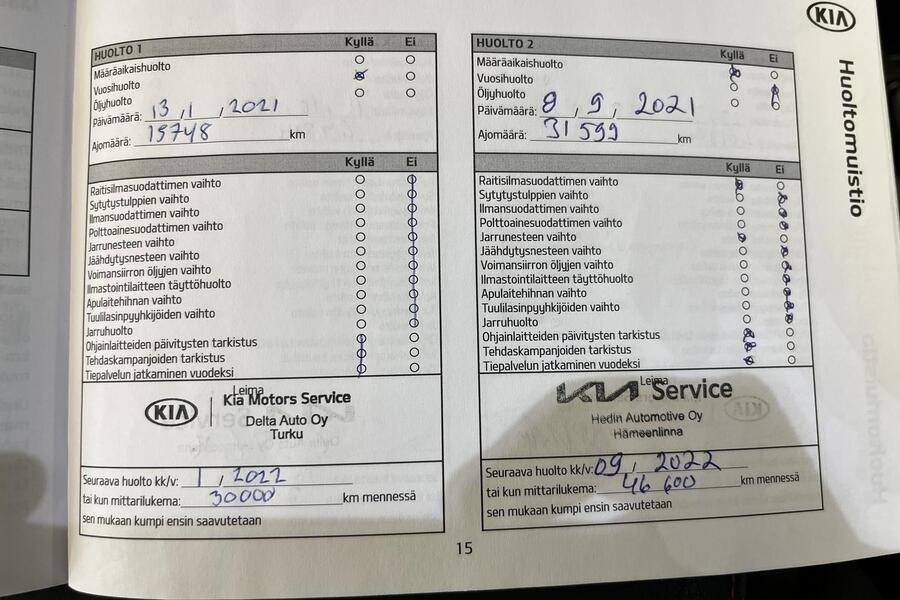 KIA
Huoltomuistio
HUOLTO 1 Kyllä Ei
Määräaikaishuolto
Vuosihuolto
Öljyhuolto
Päivämäärä: 13, 1, 2021
Ajomäärä: 15748 km
Kyllä Ei
Raitisilmasuodattimen vaihto
Sytytystulppien vaihto
Ilmansuodattimen vaihto
Polttoainesuodattimen vaihto
Jarrunesteen vaihto
Jäähdytysnesteen vaihto
Voimansiirron öljyjen vaihto
Ilmastointilaitteen täyttöhuolto
Apulaitehihnan vaihto
Tuulilasinpyyhkijöiden vaihto
Jarruhuolto
Ohjainlaitteiden päivitysten tarkistus
Tehdaskampanjoiden tarkistus
Tiepalvelun jatkaminen vuodeksi
Leima
KIA Kia Motors Service
Delta Auto Oy
Turku
Seuraava huolto kk/v: 1, 2022
tai kun mittarilukema: 30000 km mennessä
sen mukaan kumpi ensin saavutetaan
HUOLTO 2 Kyllä Ei
Määräaikaishuolto
Vuosihuolto
Öljyhuolto
Päivämäärä: 8, 9, 2021
Ajomäärä: 31 599 km
Kyllä Ei
Raitisilmasuodattimen vaihto
Sytytystulppien vaihto
Ilmansuodattimen vaihto
Polttoainesuodattimen vaihto
Jarrunesteen vaihto
Jäähdytysnesteen vaihto
Voimansiirron öljyjen vaihto
Ilmastointilaitteen täyttöhuolto
Apulaitehihnan vaihto
Tuulilasinpyyhkijöiden vaihto
Jarruhuolto
Ohjainlaitteiden päivitysten tarkistus
Tehdaskampanjoiden tarkistus
Tiepalvelun jatkaminen vuodeksi
Leima
KIA Service
Hedin Automotive Oy
Hämeenlinna
Seuraava huolto kk/v: 09, 2022
tai kun mittarilukema: 46 600 km mennessä
sen mukaan kumpi ensin saavutetaan
15